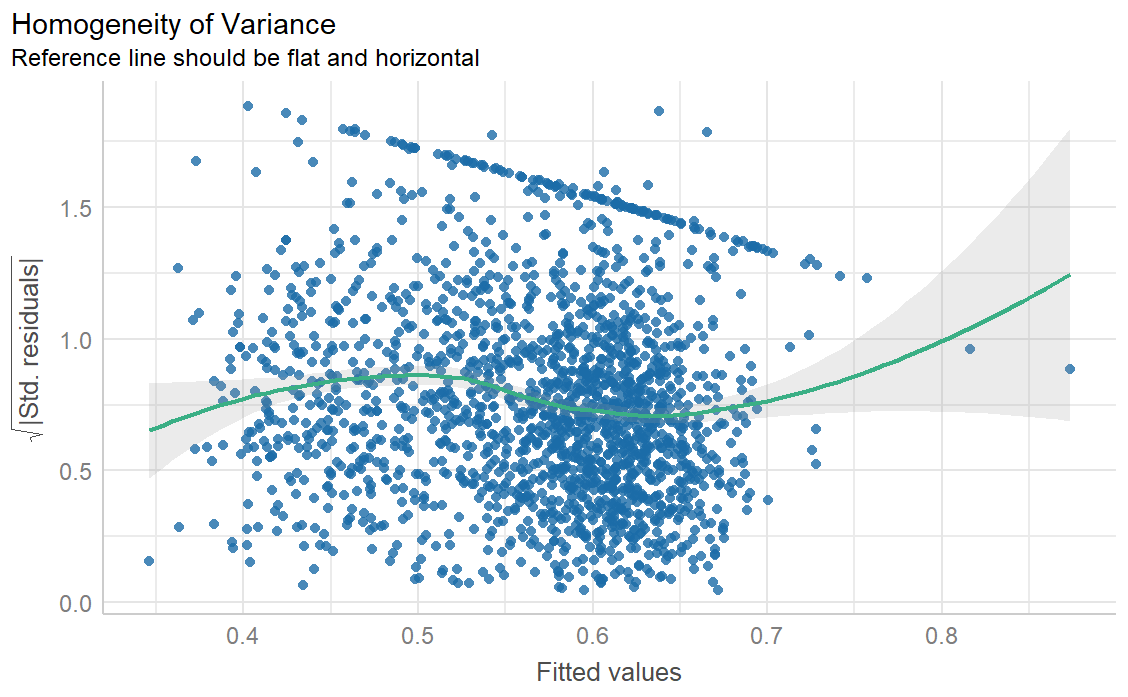 Homogeneity of Variance
Reference line should be flat and horizontal
√|Std. residuals|
1.5
1.0
0.5
0.0
0.4 0.5 0.6 0.7 0.8
Fitted values